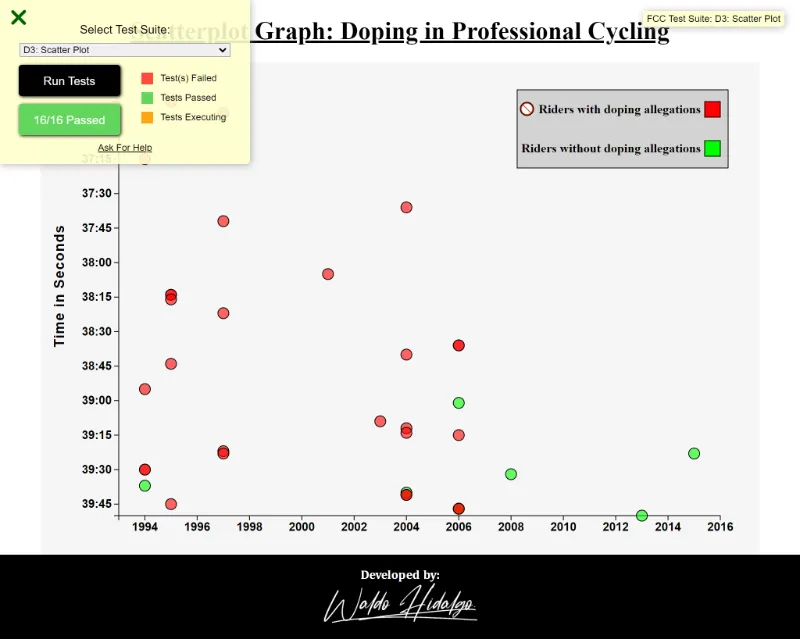 Scatterplot Graph: Doping in Professional Cycling
FCC Test Suite: D3: Scatter Plot
Select Test Suite:
D3: Scatter Plot
Run Tests
16/16 Passed
Test(s) Failed
Tests Passed
Tests Executing
Ask For Help
Riders with doping allegations
Riders without doping allegations
Time in Seconds
37:15
37:30
37:45
38:00
38:15
38:30
38:45
39:00
39:15
39:30
39:45
1994 1996 1998 2000 2002 2004 2006 2008 2010 2012 2014 2016
Developed by:
Waldo Hidalgo